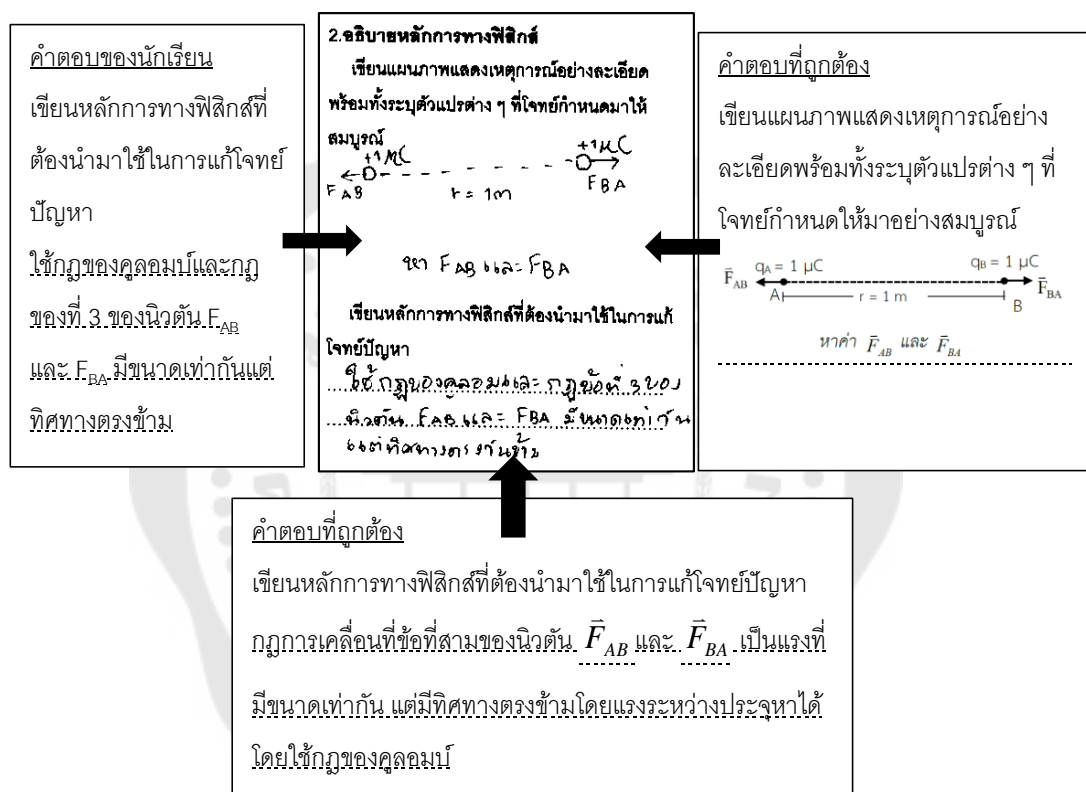 คำตอบของนักเรียน
เขียนหลักการทางฟิสิกส์ที่
ต้องนำมาใช้ในการแก้โจทย์
ปัญหา
ใช้กฎของคูลอมบ์และกฎ
ของที่ 3 ของนิวตัน F_AB
และ F_BA มีขนาดเท่ากันแต่
ทิศทางตรงข้าม
2.อธิบายหลักการทางฟิสิกส์
เขียนแผนภาพแสดงเหตุการณ์อย่างละเอียด
พร้อมทั้งระบุตัวแปรต่าง ๆ ที่โจทย์กำหนดมาให้
สมบูรณ์
+1 μC +1 μC
F_AB r = 1m F_BA
หา F_AB และ F_BA
เขียนหลักการทางฟิสิกส์ที่ต้องนำมาใช้ในการแก้
โจทย์ปัญหา
ใช้กฎของคูลอมและกฎข้อที่ 3 ของ
นิวตัน F_AB และ F_BA มีขนาดเท่ากัน
แต่ทิศทางตรงกันข้าม
คำตอบที่ถูกต้อง
เขียนแผนภาพแสดงเหตุการณ์อย่าง
ละเอียดพร้อมทั้งระบุตัวแปรต่าง ๆ ที่
โจทย์กำหนดให้มาอย่างสมบูรณ์
q_A = 1 μC q_B = 1 μC
F⃗_AB A r = 1 m B F⃗_BA
หาค่า F⃗_AB และ F⃗_BA
คำตอบที่ถูกต้อง
เขียนหลักการทางฟิสิกส์ที่ต้องนำมาใช้ในการแก้โจทย์ปัญหา
กฎการเคลื่อนที่ข้อที่สามของนิวตัน F⃗_AB และ F⃗_BA เป็นแรงที่
มีขนาดเท่ากัน แต่มีทิศทางตรงข้ามโดยแรงระหว่างประจุหาได้
โดยใช้กฎของคูลอมบ์